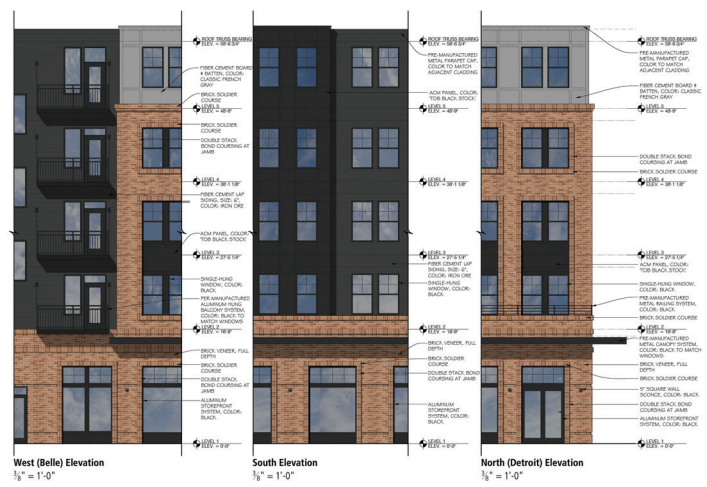 ROOF TRUSS BEARING
ELEV. = 58'-6 3/4"
FIBER CEMENT BOARD
& BATTEN, COLOR:
CLASSIC FRENCH
GRAY
BRICK SOLDIER
COURSE
LEVEL 5
ELEV. = 48'-9"
BRICK SOLDIER
COURSE
DOUBLE STACK
BOND COURSING AT
JAMB
LEVEL 4
ELEV. = 38'-1 1/8"
FIBER CEMENT LAP
SIDING, SIZE: 6",
COLOR: IRON ORE
ACM PANEL, COLOR:
'TOB BLACK STOCK'
LEVEL 3
ELEV. = 27'-5 1/4"
SINGLE-HUNG
WINDOW, COLOR:
BLACK
PER-MANUFACTURED
ALUMINUM HUNG
BALCONY SYSTEM,
COLOR: BLACK TO
MATCH WINDOWS
LEVEL 2
ELEV. = 16'-8"
BRICK VENEER, FULL
DEPTH
BRICK SOLDIER
COURSE
DOUBLE STACK
BOND COURSING AT
JAMB
ALUMINUM
STOREFRONT
SYSTEM, COLOR:
BLACK
LEVEL 1
ELEV. = 0'-0"
West (Belle) Elevation
3/8" = 1'-0"
ROOF TRUSS BEARING
ELEV. = 58'-6 3/4"
PRE-MANUFACTURED
METAL PARAPET CAP,
COLOR TO MATCH
ADJACENT CLADDING
ACM PANEL, COLOR:
'TOB BLACK STOCK'
LEVEL 5
ELEV. = 48'-9"
LEVEL 4
ELEV. = 38'-1 1/8"
LEVEL 3
ELEV. = 27'-5 1/4"
FIBER CEMENT LAP
SIDING, SIZE: 6",
COLOR: IRON ORE
SINGLE-HUNG
WINDOW, COLOR:
BLACK
LEVEL 2
ELEV. = 16'-8"
BRICK VENEER, FULL
DEPTH
BRICK SOLDIER
COURSE
DOUBLE STACK BOND
COURSING AT JAMB
ALUMINUM
STOREFRONT
SYSTEM, COLOR:
BLACK
LEVEL 1
ELEV. = 0'-0"
South Elevation
3/8" = 1'-0"
ROOF TRUSS BEARING
ELEV. = 58'-6 3/4"
PRE-MANUFACTURED
METAL PARAPET CAP,
COLOR TO MATCH
ADJACENT CLADDING
FIBER CEMENT BOARD &
BATTEN, COLOR: CLASSIC
FRENCH GRAY
LEVEL 5
ELEV. = 48'-9"
DOUBLE STACK BOND
COURSING AT JAMB
BRICK SOLDIER COURSE
LEVEL 4
ELEV. = 38'-1 1/8"
LEVEL 3
ELEV. = 27'-5 1/4"
ACM PANEL, COLOR:
'TOB BLACK STOCK'
SINGLE-HUNG WINDOW,
COLOR: BLACK
PRE-MANUFACTURED
METAL RAILING SYSTEM,
COLOR: BLACK
BRICK SOLDIER COURSE
LEVEL 2
ELEV. = 16'-8"
PRE-MANUFACTURED
METAL CANOPY SYSTEM,
COLOR: BLACK TO MATCH
WINDOWS
BRICK VENEER, FULL
DEPTH
BRICK SOLDIER COURSE
5" SQUARE WALL
SCONCE, COLOR: BLACK
DOUBLE STACK BOND
COURSING AT JAMB
ALUMINUM STOREFRONT
SYSTEM, COLOR: BLACK
LEVEL 1
ELEV. = 0'-0"
North (Detroit) Elevation
3/8" = 1'-0"